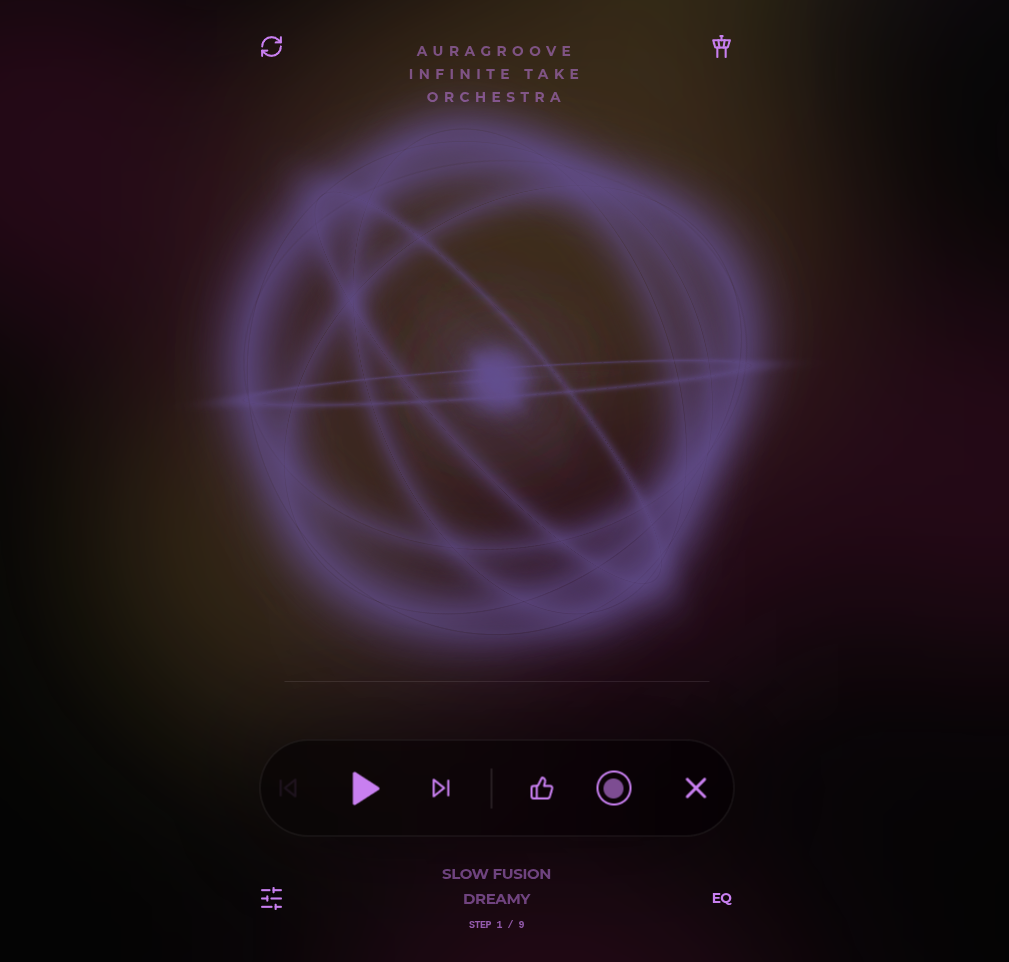 AURAGROOVE
INFINITE TAKE
ORCHESTRA
SLOW FUSION
DREAMY
EQ
STEP 1 / 9